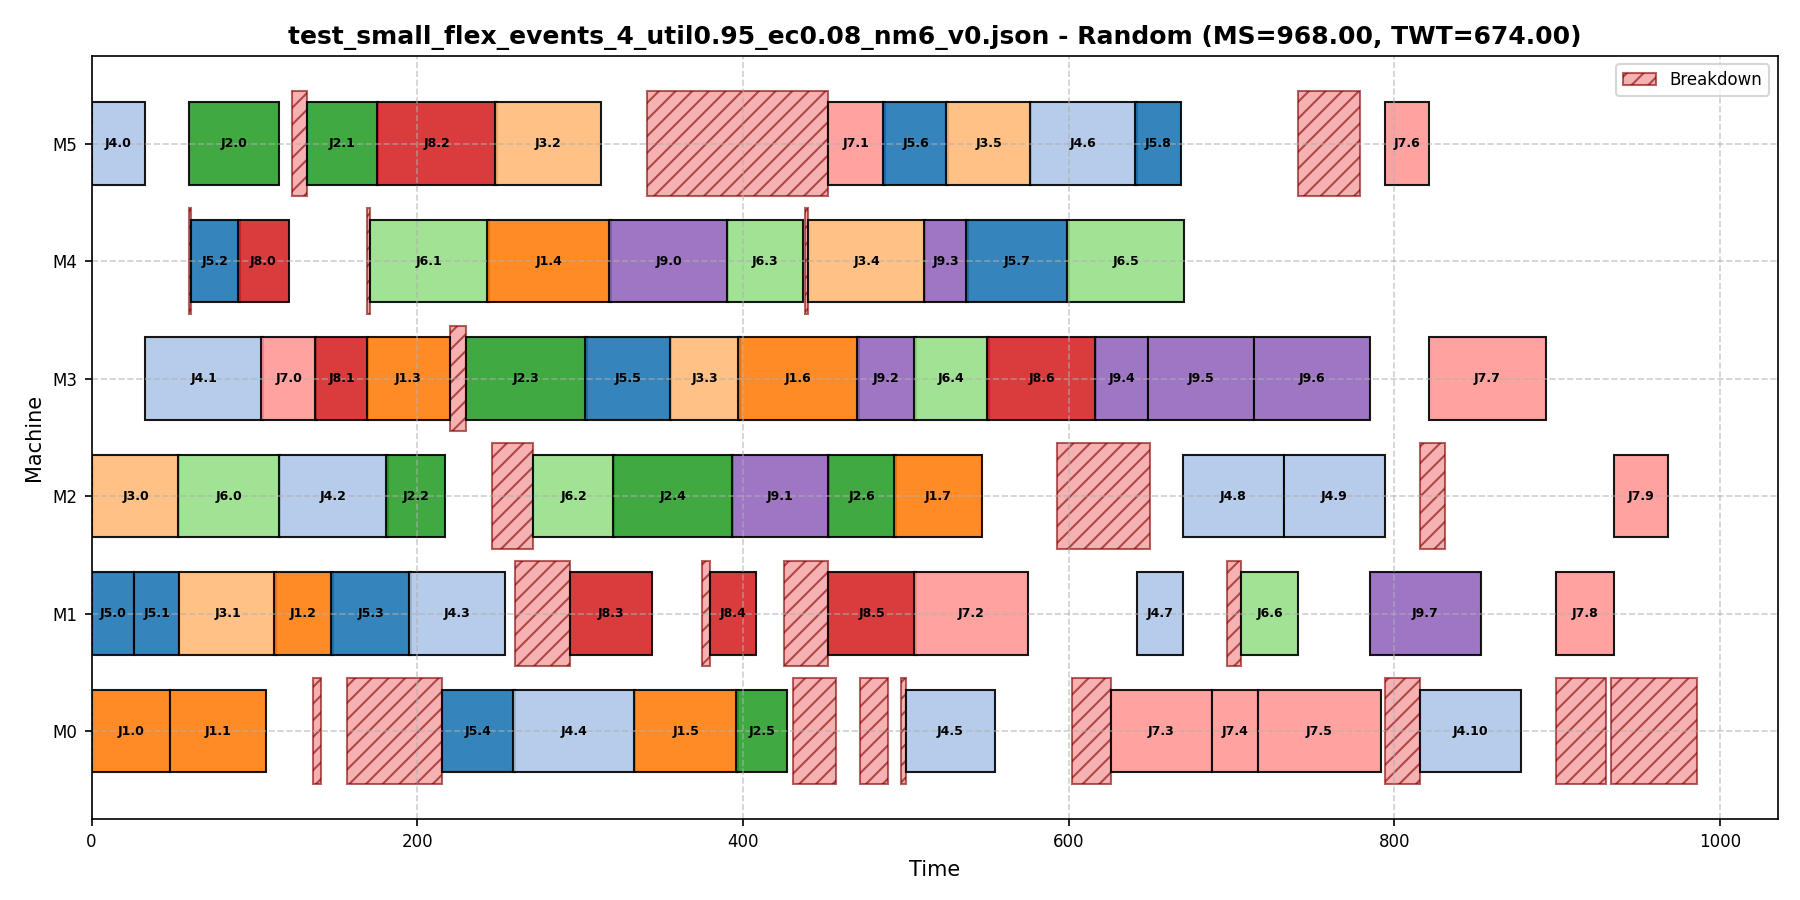 test_small_flex_events_4_util0.95_ec0.08_nm6_v0.json - Random (MS=968.00, TWT=674.00)
Breakdown
M5
J4.0 J2.0 J2.1 J8.2 J3.2 J7.1 J5.6 J3.5 J4.6 J5.8 J7.6
M4
J5.2 J8.0 J6.1 J1.4 J9.0 J6.3 J3.4 J9.3 J5.7 J6.5
M3
J4.1 J7.0 J8.1 J1.3 J2.3 J5.5 J3.3 J1.6 J9.2 J6.4 J8.6 J9.4 J9.5 J9.6 J7.7
M2
J3.0 J6.0 J4.2 J2.2 J6.2 J2.4 J9.1 J2.6 J1.7 J4.8 J4.9 J7.9
M1
J5.0 J5.1 J3.1 J1.2 J5.3 J4.3 J8.3 J8.4 J8.5 J7.2 J4.7 J6.6 J9.7 J7.8
M0
J1.0 J1.1 J5.4 J4.4 J1.5 J2.5 J4.5 J7.3 J7.4 J7.5 J4.10
Machine
0 200 400 600 800 1000
Time